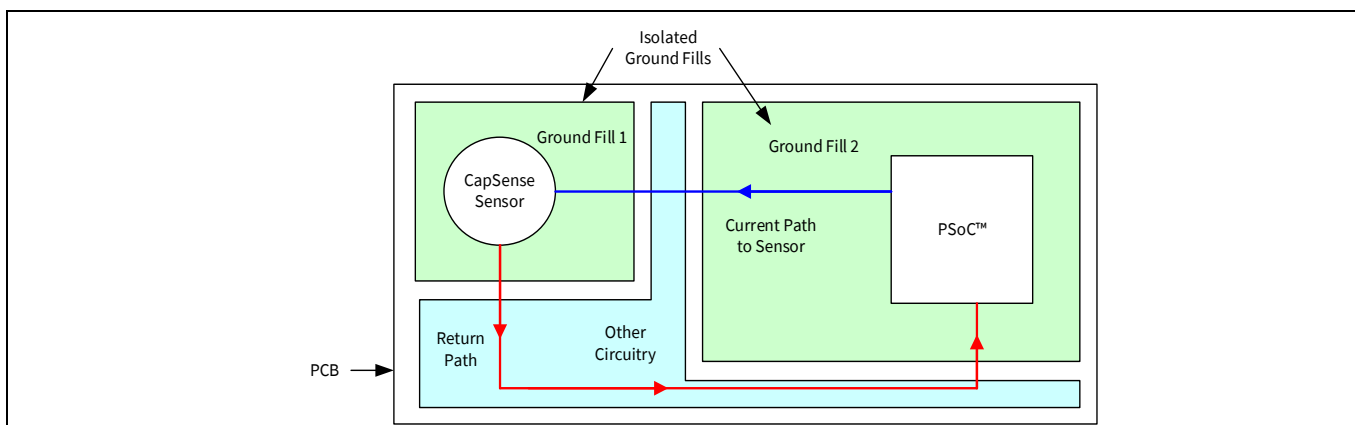 Isolated
Ground Fills
Ground Fill 1
Ground Fill 2
CapSense
Sensor
Current Path
to Sensor
PSoC™
Return
Path
Other
Circuitry
PCB